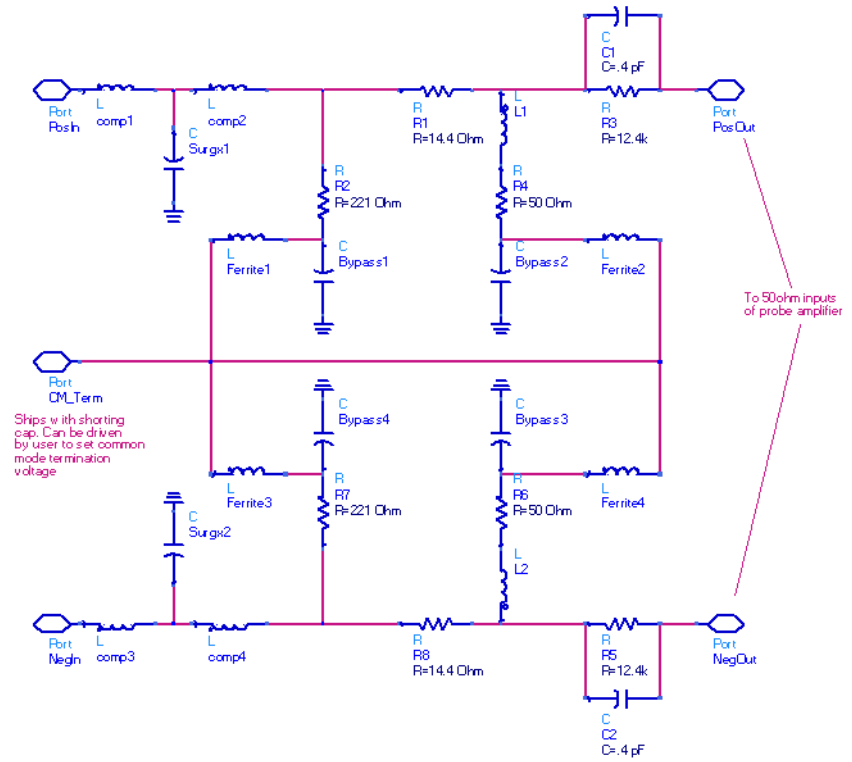 C
C1
C=.4 pF
Port
PosIn
L
comp1
L
comp2
R
R1
R=14.4 Ohm
L
L1
R
R3
R=12.4k
Port
PosOut
C
Surgx1
R
R2
R=221 Ohm
R
R4
R=50 Ohm
L
Ferrite1
C
Bypass1
C
Bypass2
L
Ferrite2
To 50ohm inputs
of probe amplifier
Port
CM_Term
Ships with shorting
cap. Can be driven
by user to set common
mode termination
voltage
C
Bypass4
C
Bypass3
L
Ferrite3
R
R7
R=221 Ohm
R
R6
R=50 Ohm
L
Ferrite4
C
Surgx2
L
L2
Port
NegIn
L
comp3
L
comp4
R
R8
R=14.4 Ohm
R
R5
R=12.4k
Port
NegOut
C
C2
C=.4 pF